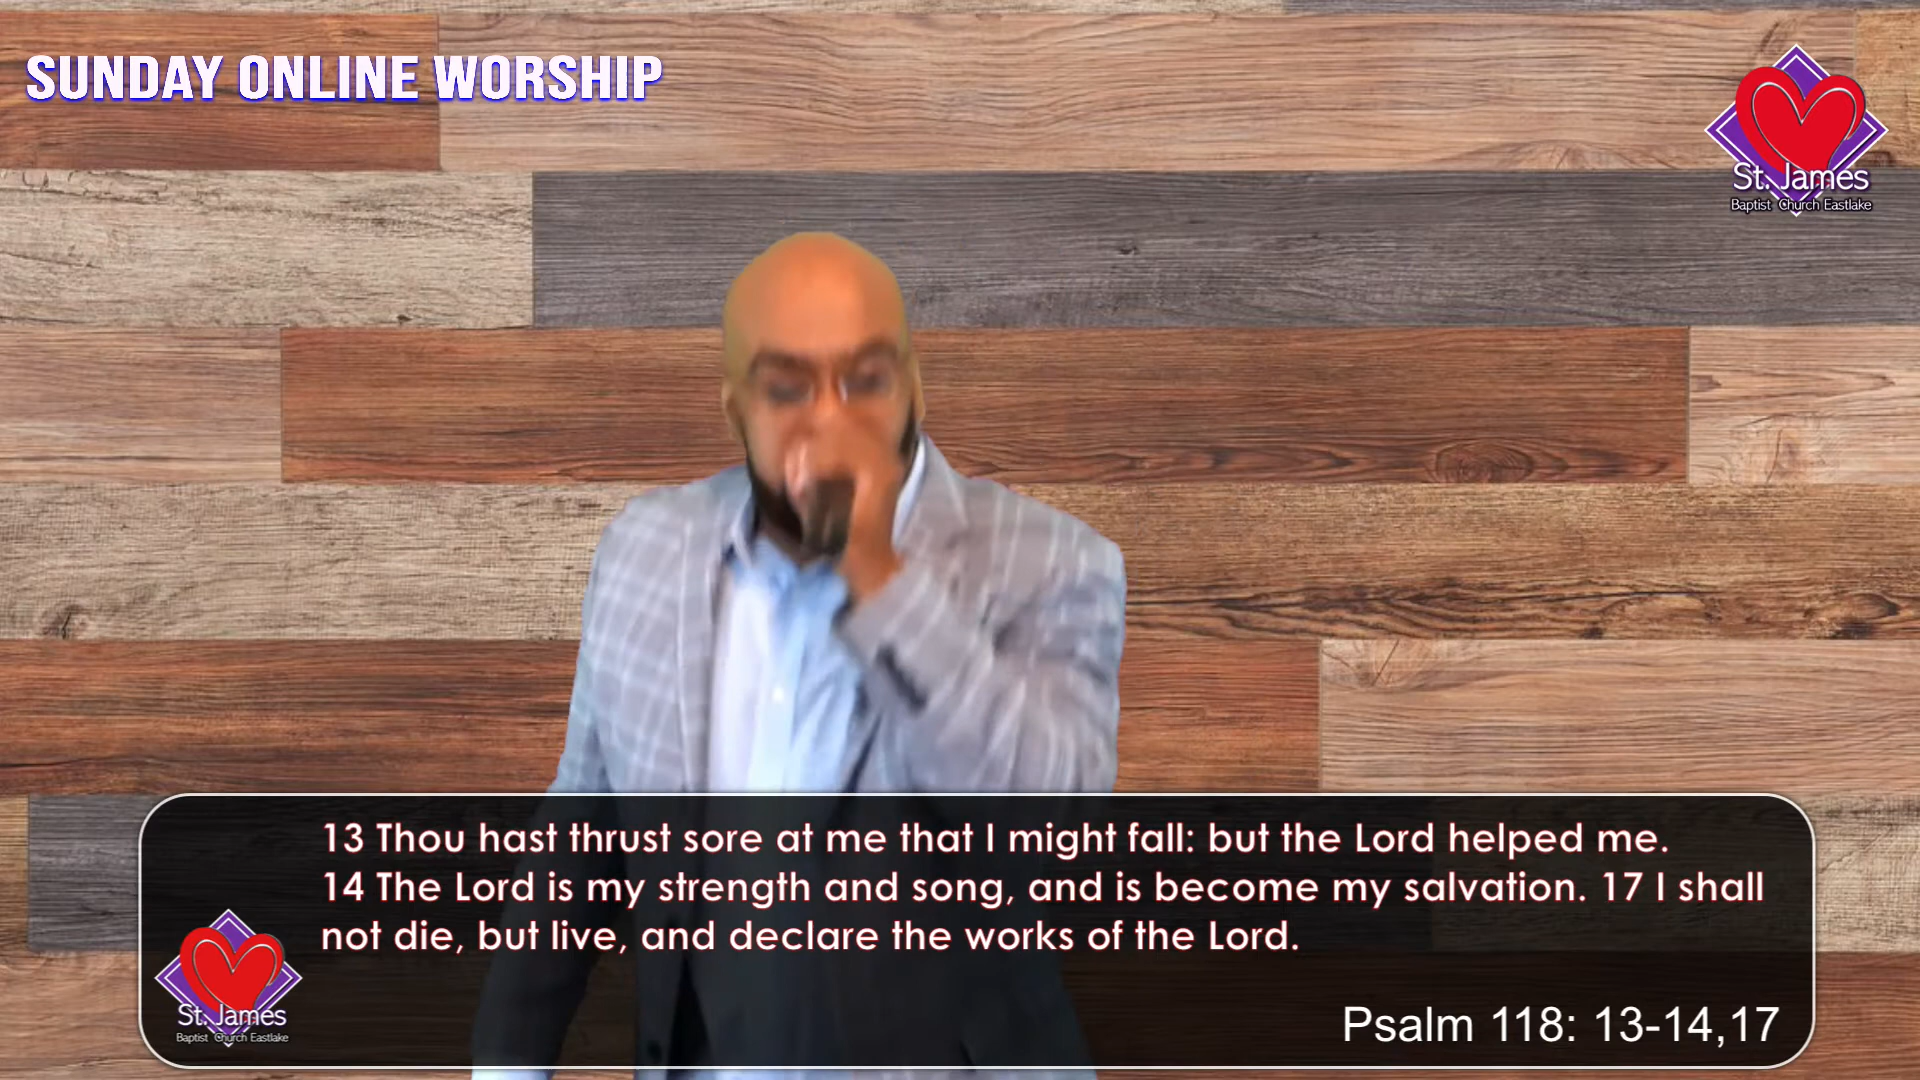 SUNDAY ONLINE WORSHIP
St. James
Baptist Church Eastlake
13 Thou hast thrust sore at me that I might fall: but the Lord helped me.
14 The Lord is my strength and song, and is become my salvation. 17 I shall
not die, but live, and declare the works of the Lord.
St. James
Baptist Church Eastlake
Psalm 118: 13-14,17